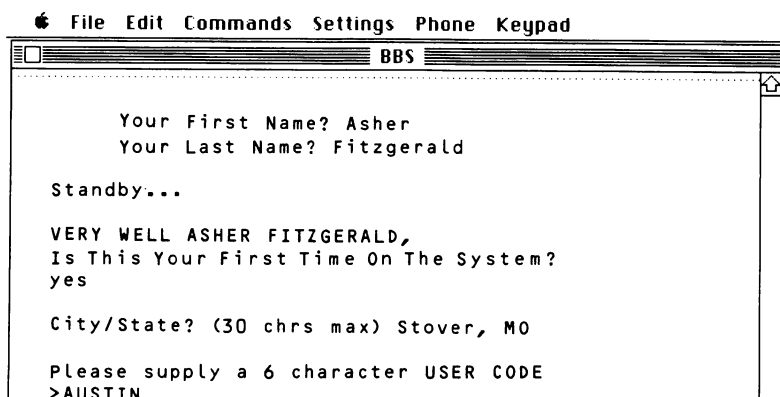 File Edit Commands Settings Phone Keypad
BBS
Your First Name? Asher
Your Last Name? Fitzgerald
Standby...
VERY WELL ASHER FITZGERALD,
Is This Your First Time On The System?
yes
City/State? (30 chrs max) Stover, MO
Please supply a 6 character USER CODE
>AUSTIN